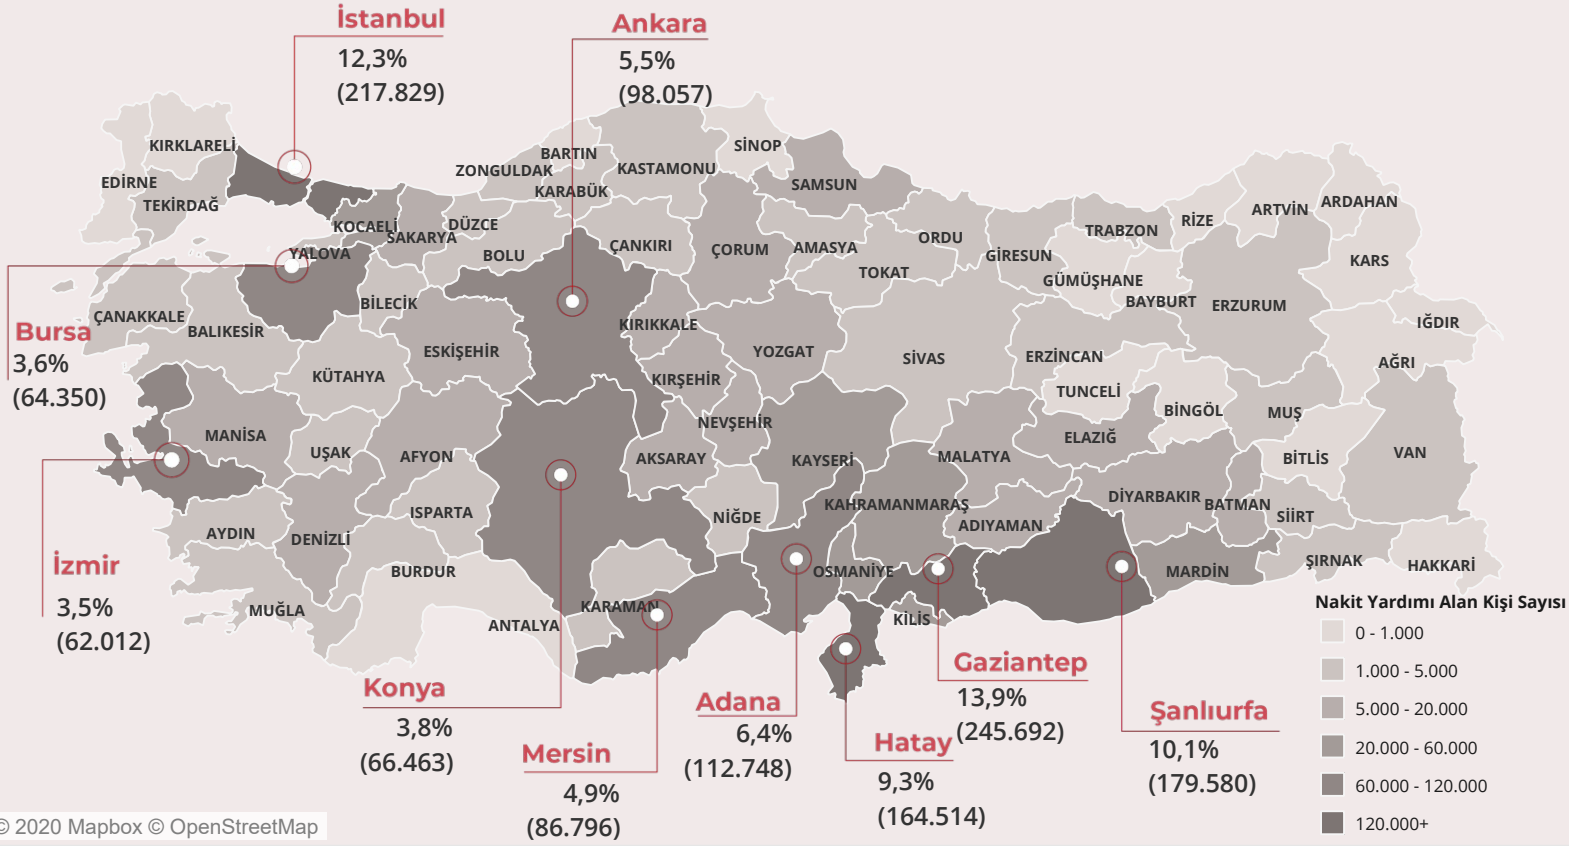 İstanbul
12,3%
(217.829)
Ankara
5,5%
(98.057)
KIRKLARELİ
EDİRNE
TEKİRDAĞ
KOCAELİ
SAKARYA
YALOVA
DÜZCE
BOLU
ZONGULDAK
BARTIN
KARABÜK
KASTAMONU
SİNOP
SAMSUN
ÇANKIRI
ÇORUM
AMASYA
ORDU
TOKAT
GİRESUN
TRABZON
RİZE
ARTVİN
ARDAHAN
KARS
GÜMÜŞHANE
BAYBURT
ERZURUM
IĞDIR
AĞRI
ÇANAKKALE
BALIKESİR
BİLECİK
Bursa
3,6%
(64.350)
KÜTAHYA
ESKİŞEHİR
KIRIKKALE
KIRŞEHİR
YOZGAT
SİVAS
ERZİNCAN
TUNCELİ
BİNGÖL
MUŞ
BİTLİS
VAN
MANİSA
UŞAK
AFYON
AKSARAY
NEVŞEHİR
KAYSERİ
MALATYA
ELAZIĞ
DİYARBAKIR
BATMAN
SİİRT
AYDIN
DENİZLİ
ISPARTA
NİĞDE
KAHRAMANMARAŞ
ADIYAMAN
MARDİN
ŞIRNAK
HAKKARİ
İzmir
3,5%
(62.012)
BURDUR
MUĞLA
ANTALYA
KARAMAN
OSMANİYE
KİLİS
Konya
3,8%
(66.463)
Mersin
4,9%
(86.796)
Adana
6,4%
(112.748)
Hatay
9,3%
(164.514)
Gaziantep
13,9%
(245.692)
Şanlıurfa
10,1%
(179.580)
Nakit Yardımı Alan Kişi Sayısı
0 - 1.000
1.000 - 5.000
5.000 - 20.000
20.000 - 60.000
60.000 - 120.000
120.000+
© 2020 Mapbox © OpenStreetMap